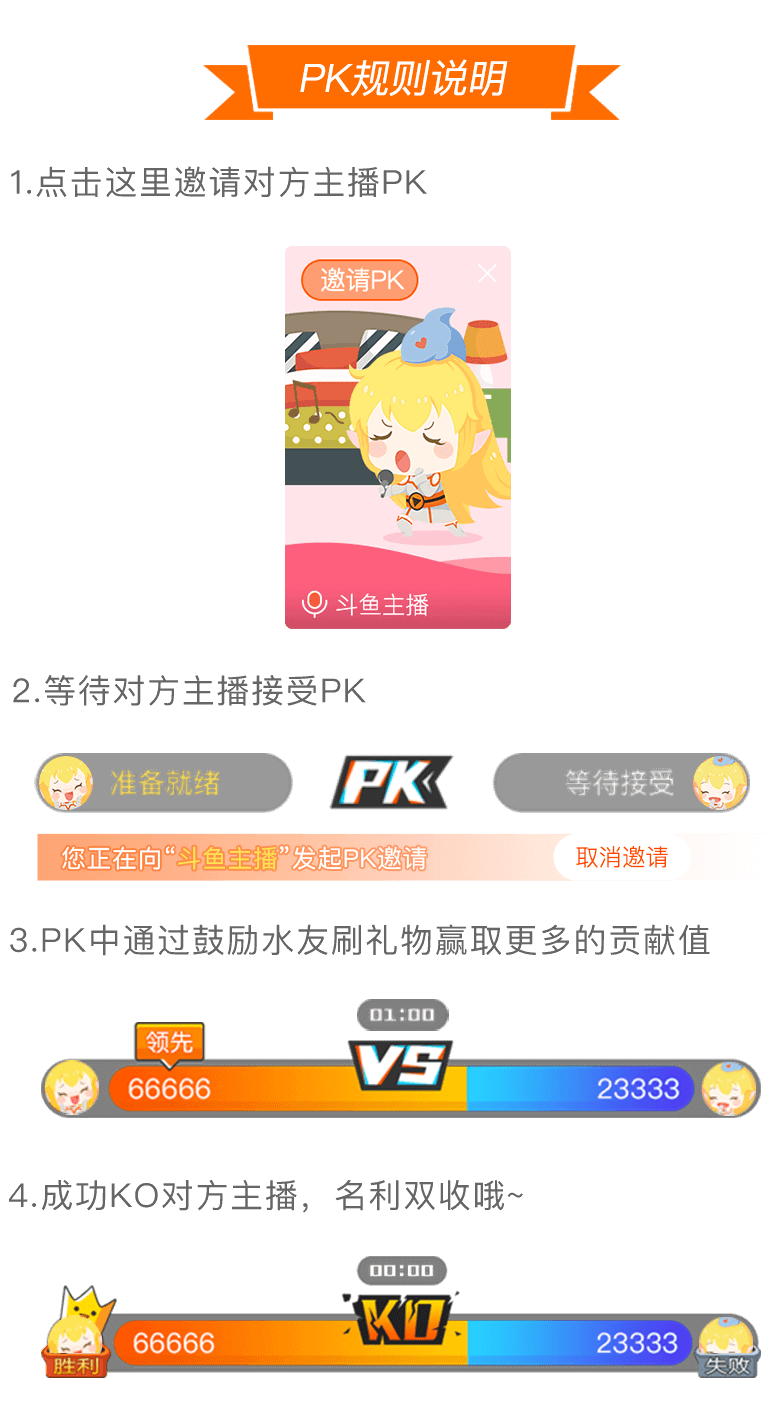 PK规则说明
1.点击这里邀请对方主播PK
邀请PK
斗鱼主播
2.等待对方主播接受PK
准备就绪
PK
等待接受
您正在向“斗鱼主播”发起PK邀请
取消邀请
3.PK中通过鼓励水友刷礼物赢取更多的贡献值
01:00
领先
VS
66666
23333
4.成功KO对方主播，名利双收哦~
00:00
KO
66666
23333
胜利
失败